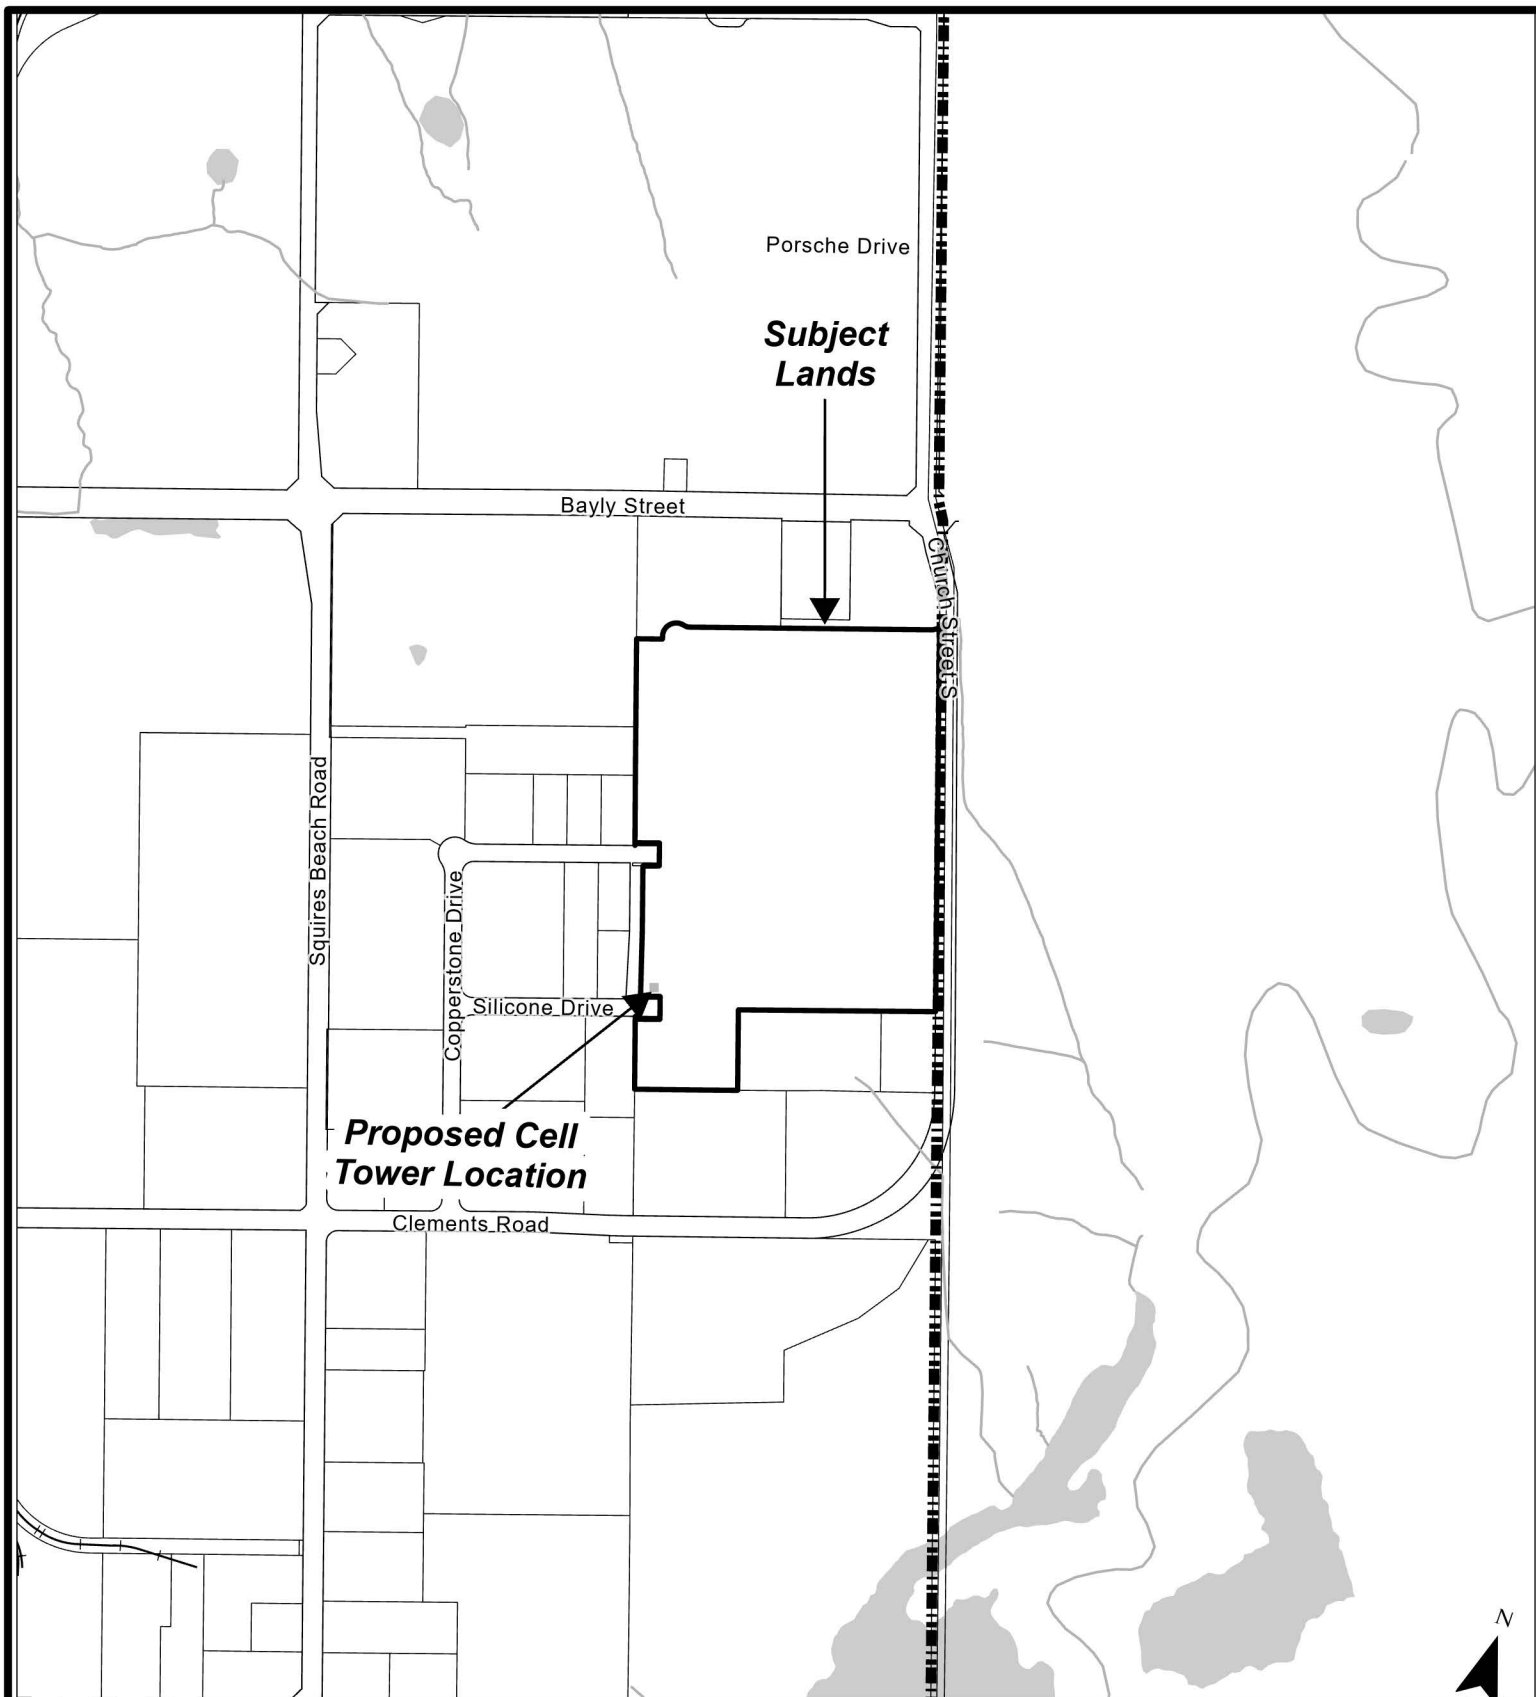 Porsche Drive
Subject
Lands
Bayly Street
Church Street S
Squires Beach Road
Copperstone Drive
Silicone Drive
Proposed Cell
Tower Location
Clements Road
N